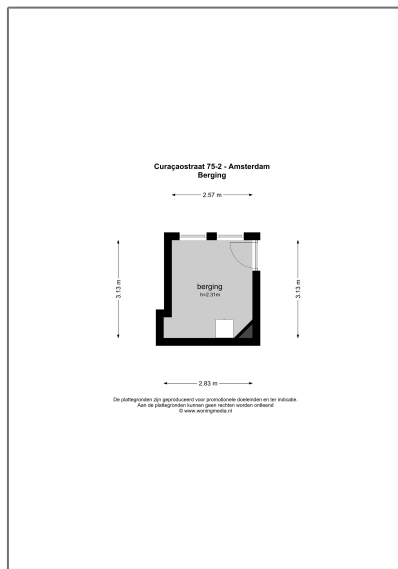 Curaçaostraat 75-2 - Amsterdam
Berging
2.57 m
3.13 m
berging
h=2.31m
3.13 m
2.83 m
De plattegronden zijn geproduceerd voor promotionele doeleinden en ter indicatie.
Aan de plattegronden kunnen geen rechten worden ontleend
© www.woningmedia.nl